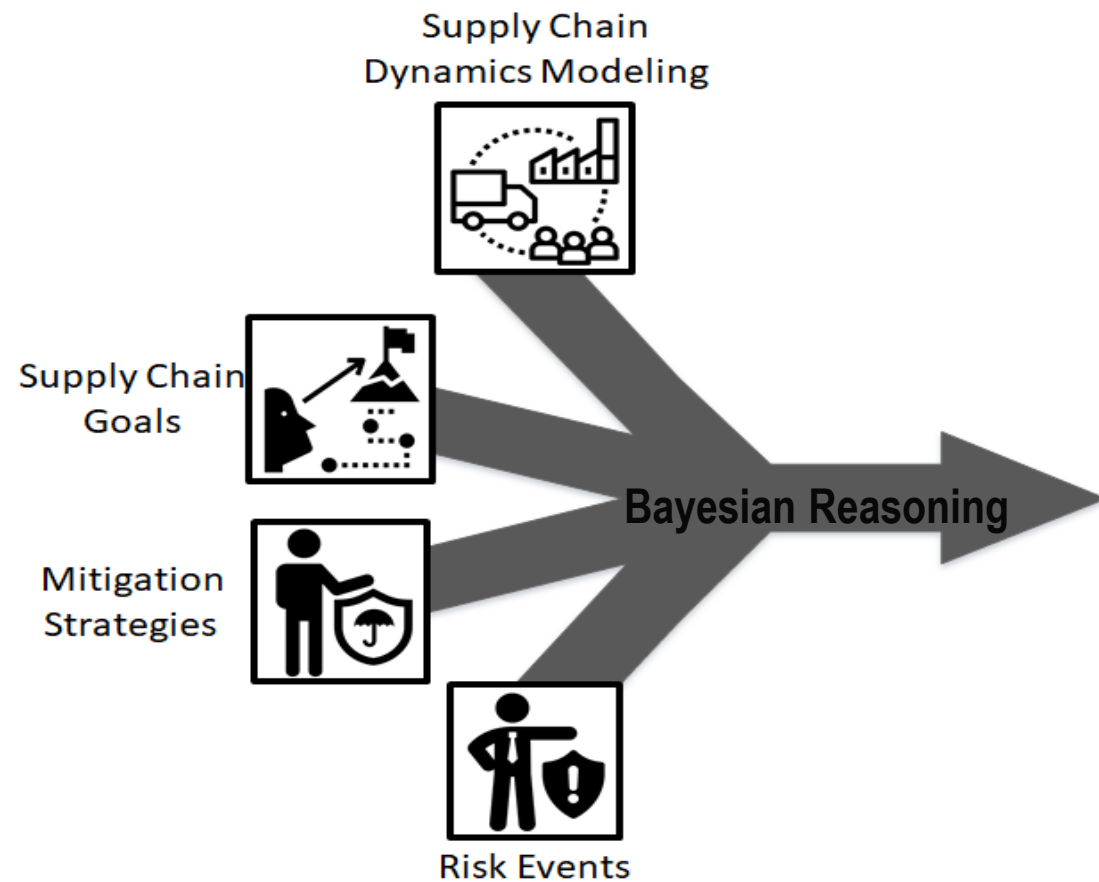 Supply Chain
Dynamics Modeling
Supply Chain
Goals
Bayesian Reasoning
Mitigation
Strategies
Risk Events